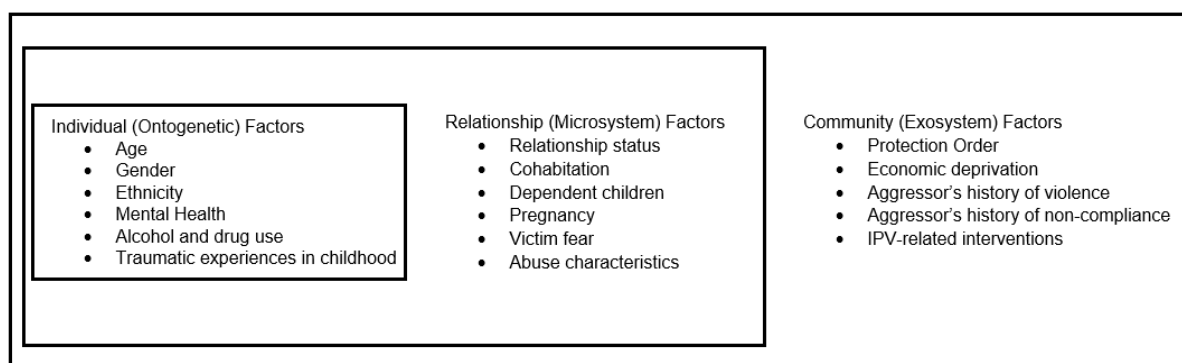 Individual (Ontogenetic) Factors
• Age
• Gender
• Ethnicity
• Mental Health
• Alcohol and drug use
• Traumatic experiences in childhood
Relationship (Microsystem) Factors
• Relationship status
• Cohabitation
• Dependent children
• Pregnancy
• Victim fear
• Abuse characteristics
Community (Exosystem) Factors
• Protection Order
• Economic deprivation
• Aggressor's history of violence
• Aggressor's history of non-compliance
• IPV-related interventions